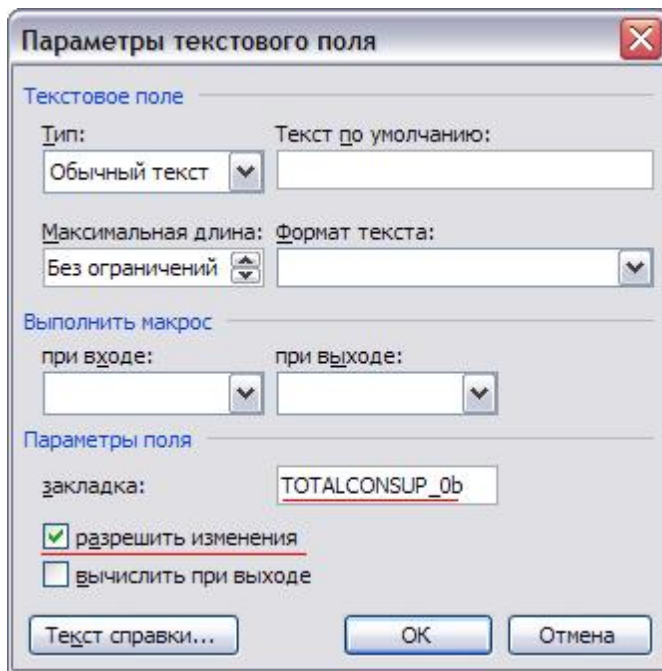 Параметры текстового поля
Текстовое поле
Тип: Текст по умолчанию:
Обычный текст
Максимальная длина: Формат текста:
Без ограничений
Выполнить макрос
при входе: при выходе:
Параметры поля
закладка: TOTALCONSUP_0b
разрешить изменения
вычислить при выходе
Текст справки... OK Отмена